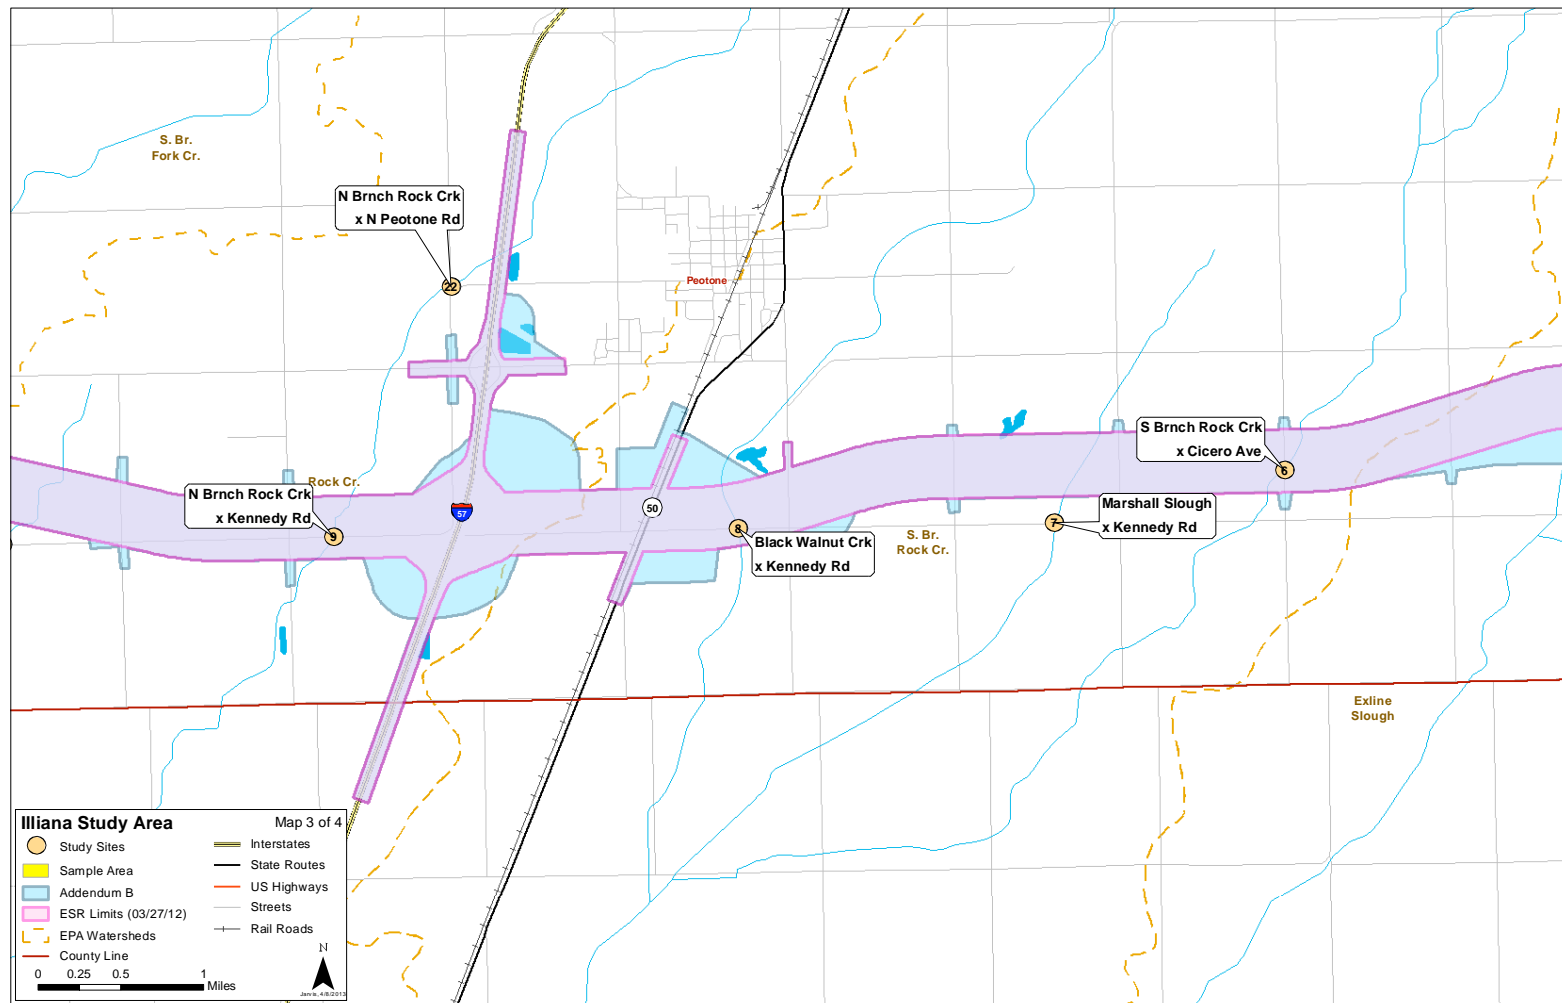 S. Br.
Fork Cr.
N Brnch Rock Crk
x N Peotone Rd
22
Peotone
S Brnch Rock Crk
x Cicero Ave
6
Rock Cr.
N Brnch Rock Crk
x Kennedy Rd
9
57
50
8
Black Walnut Crk
x Kennedy Rd
S. Br.
Rock Cr.
7
Marshall Slough
x Kennedy Rd
Exline
Slough
Illiana Study Area
Map 3 of 4
Study Sites
Sample Area
Addendum B
ESR Limits (03/27/12)
EPA Watersheds
County Line
Interstates
State Routes
US Highways
Streets
Rail Roads
0 0.25 0.5 1
Miles
N
Jarvis, 4/8/2013